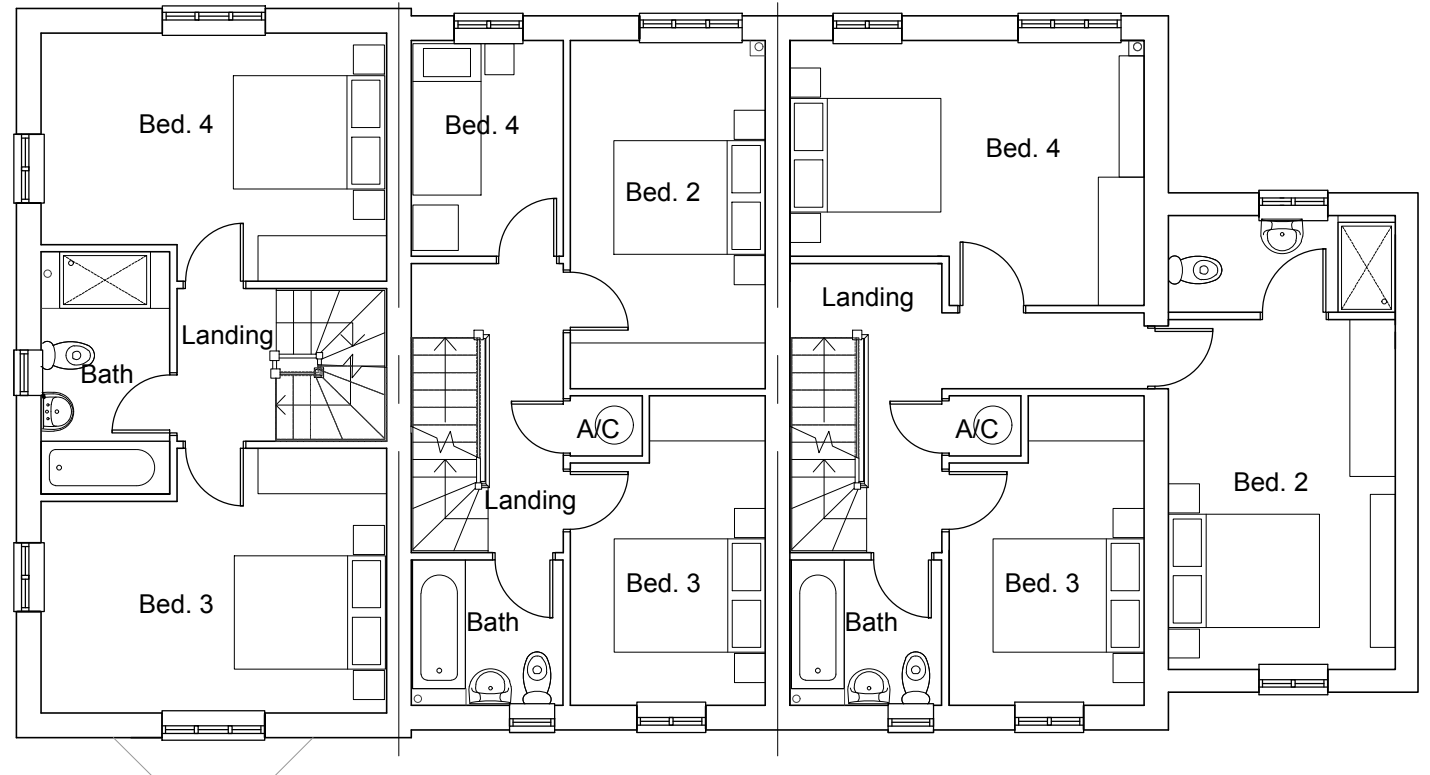 Bed. 4
Landing
Bath
Bed. 3
Bed. 4
Bed. 2
A/C
Landing
Bed. 3
Bath
Bed. 4
Landing
A/C
Bed. 2
Bed. 3
Bath